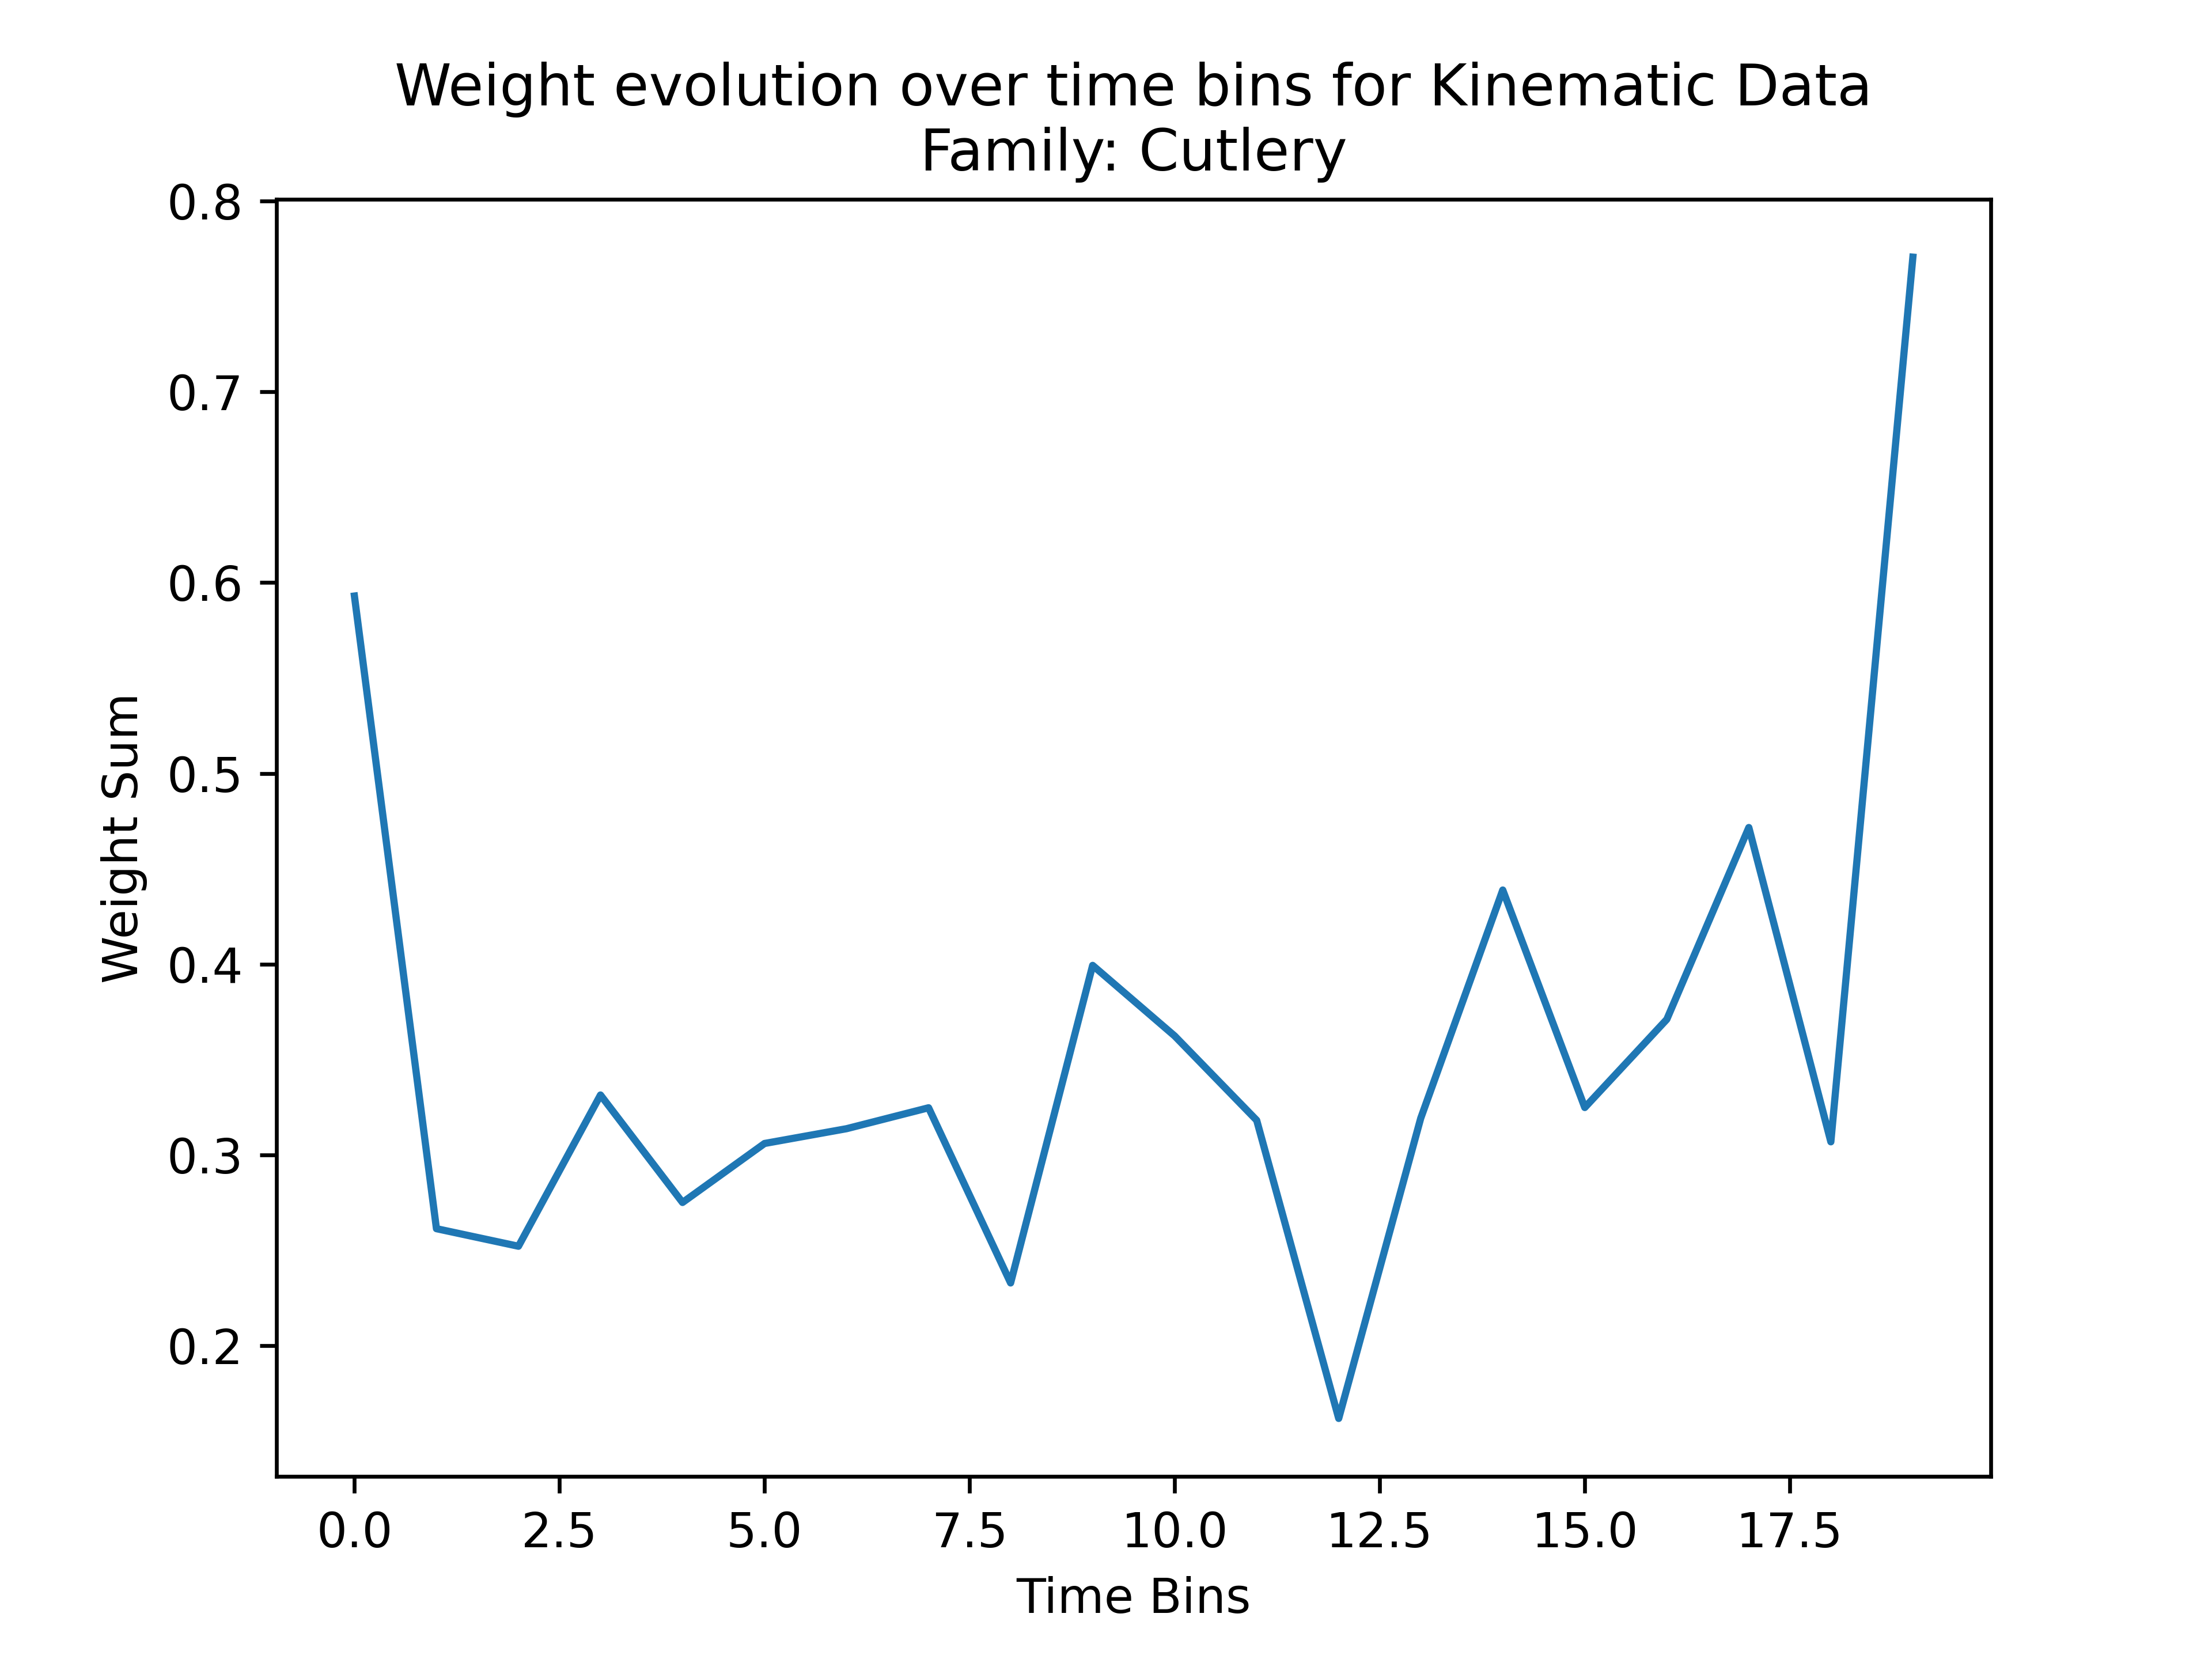 Weight evolution over time bins for Kinematic Data
Family: Cutlery
0.8
0.7
0.6
0.5
0.4
0.3
0.2
Weight Sum
0.0 2.5 5.0 7.5 10.0 12.5 15.0 17.5
Time Bins